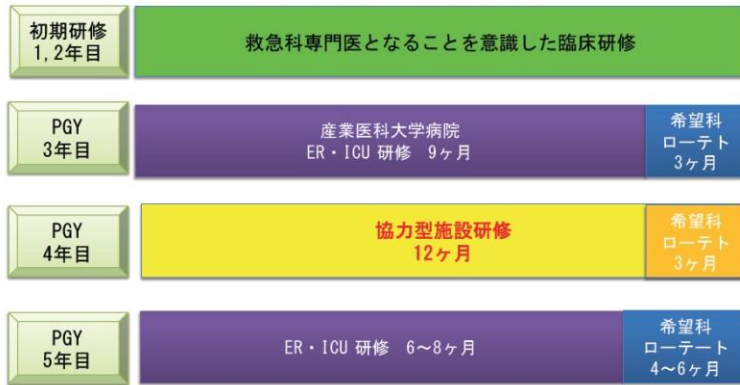 初期研修
1,2年目
救急科専門医となることを意識した臨床研修
PGY
3年目
産業医科大学病院
ER・ICU 研修　9ヶ月
希望科
ローテト
3ヶ月
PGY
4年目
協力型施設研修
12ヶ月
希望科
ローテト
3ヶ月
PGY
5年目
ER・ICU 研修　6～8ヶ月
希望科
ローテート
4～6ヶ月